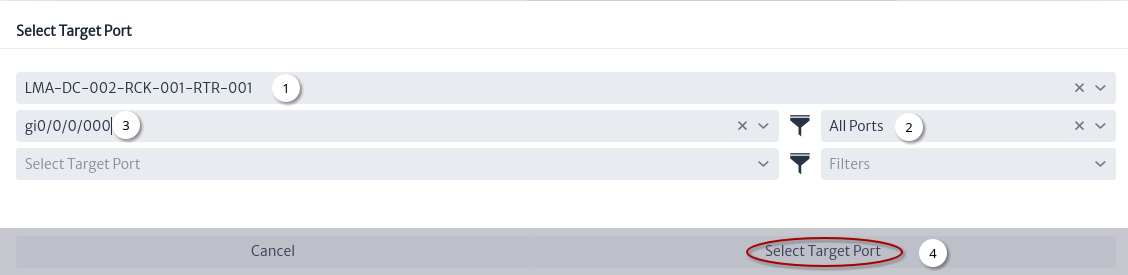 Select Target Port
LMA-DC-002-RCK-001-RTR-001 1
gi0/0/0/000 3 All Ports 2
Select Target Port Filters
Cancel Select Target Port 4